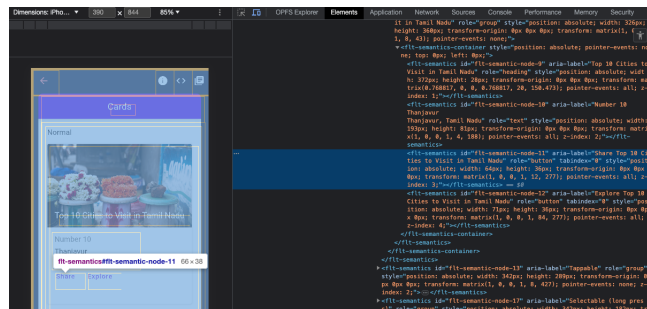 Dimensions: iPho... ▼ 390 x 844 85% ▼
OPFS Explorer Elements Application Network Sources Console Performance Memory Security
Cards
Normal
Top 10 Cities to Visit in Tamil Nadu
Number 10
Thanjavur
flt-semantics#flt-semantic-node-11 66 × 38
Share Explore
it in Tamil Nadu" role="group" style="position: absolute; width: 326px;
height: 360px; transform-origin: 0px 0px 0px; transform: matrix(1,
1, 8, 43); pointer-events: none;">
▼<flt-semantics-container style="position: absolute; pointer-events: no
ne; top: 0px; left: 0px;">
<flt-semantics id="flt-semantic-node-9" aria-label="Top 10 Cities to
Visit in Tamil Nadu" role="heading" style="position: absolute; widt
h: 372px; height: 28px; transform-origin: 0px 0px 0px; transform: ma
trix(0.768817, 0, 0, 0.768817, 20, 150.473); pointer-events: all; z-
index: 1;"></flt-semantics>
<flt-semantics id="flt-semantic-node-10" aria-label="Number 10
Thanjavur
Thanjavur, Tamil Nadu" role="text" style="position: absolute; width:
193px; height: 81px; transform-origin: 0px 0px 0px; transform: matri
x(1, 0, 0, 1, 4, 188); pointer-events: all; z-index: 2;"></flt-
semantics>
<flt-semantics id="flt-semantic-node-11" aria-label="Share Top 10 Ci
ties to Visit in Tamil Nadu" role="button" tabindex="0" style="posit
ion: absolute; width: 64px; height: 36px; transform-origin: 0px 0px
0px; transform: matrix(1, 0, 0, 1, 12, 277); pointer-events: all; z-
index: 3;"></flt-semantics> == $0
<flt-semantics id="flt-semantic-node-12" aria-label="Explore Top 10
Cities to Visit in Tamil Nadu" role="button" tabindex="0" style="pos
ition: absolute; width: 71px; height: 36px; transform-origin: 0px 0p
x 0px; transform: matrix(1, 0, 0, 1, 84, 277); pointer-events: all;
z-index: 4;"></flt-semantics>
</flt-semantics-container>
</flt-semantics>
</flt-semantics-container>
</flt-semantics>
▶<flt-semantics id="flt-semantic-node-13" aria-label="Tappable" role="group"
style="position: absolute; width: 342px; height: 289px; transform-origin: 0
px 0px 0px; transform: matrix(1, 0, 0, 1, 8, 427); pointer-events: none; z-
index: 2;">…</flt-semantics>
▶<flt-semantics id="flt-semantic-node-17" aria-label="Selectable (long pres